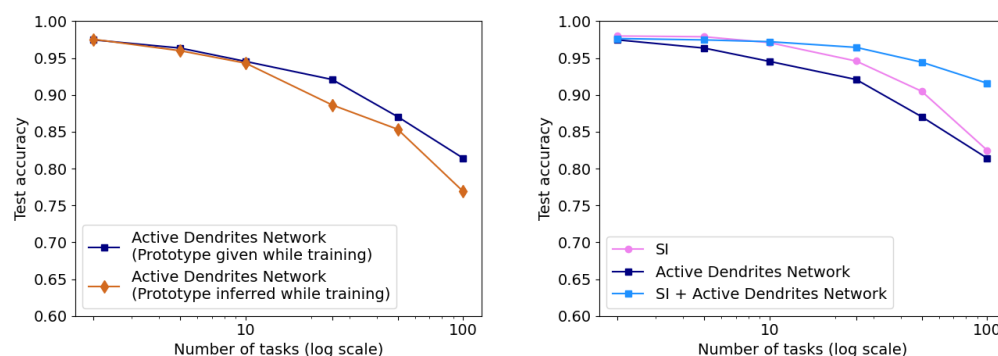 1.00
0.95
0.90
0.85
0.80
0.75
0.70
0.65
0.60
Test accuracy
Active Dendrites Network
(Prototype given while training)
Active Dendrites Network
(Prototype inferred while training)
10
100
Number of tasks (log scale)
1.00
0.95
0.90
0.85
0.80
0.75
0.70
0.65
0.60
Test accuracy
SI
Active Dendrites Network
SI + Active Dendrites Network
10
100
Number of tasks (log scale)